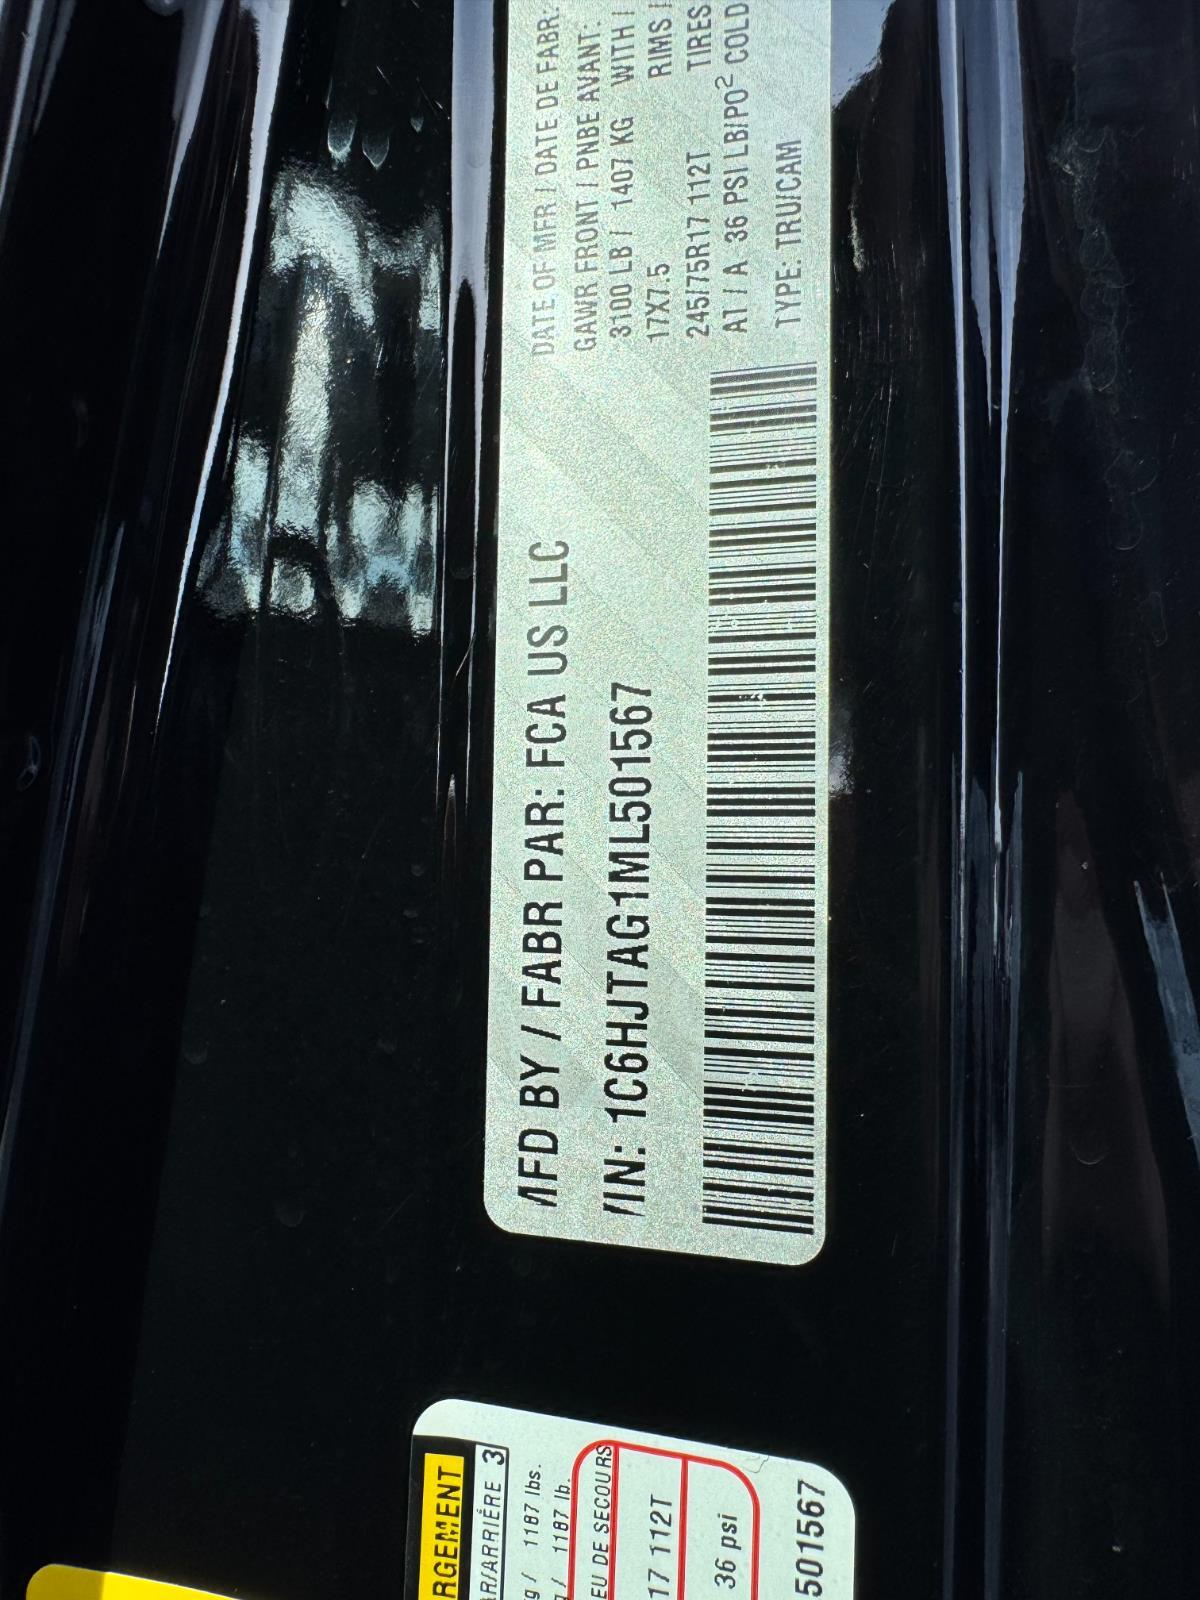 MFD BY / FABR PAR: FCA US LLC
VIN: 1C6HJTAG1ML501567
DATE OF MFR / DATE DE FABR:
GAWR FRONT / PNBE AVANT:
3100 LB / 1407 KG WITH /
17X7.5 RIMS /
245/75R17 112T TIRES
AT / A 36 PSI LB/PO² COLD
TYPE: TRU/CAM
RGEMENT
R/ARRIÈRE 3
g / 1187 lbs.
g / 1187 lb.
EU DE SECOURS
17 112T
36 psi
501567